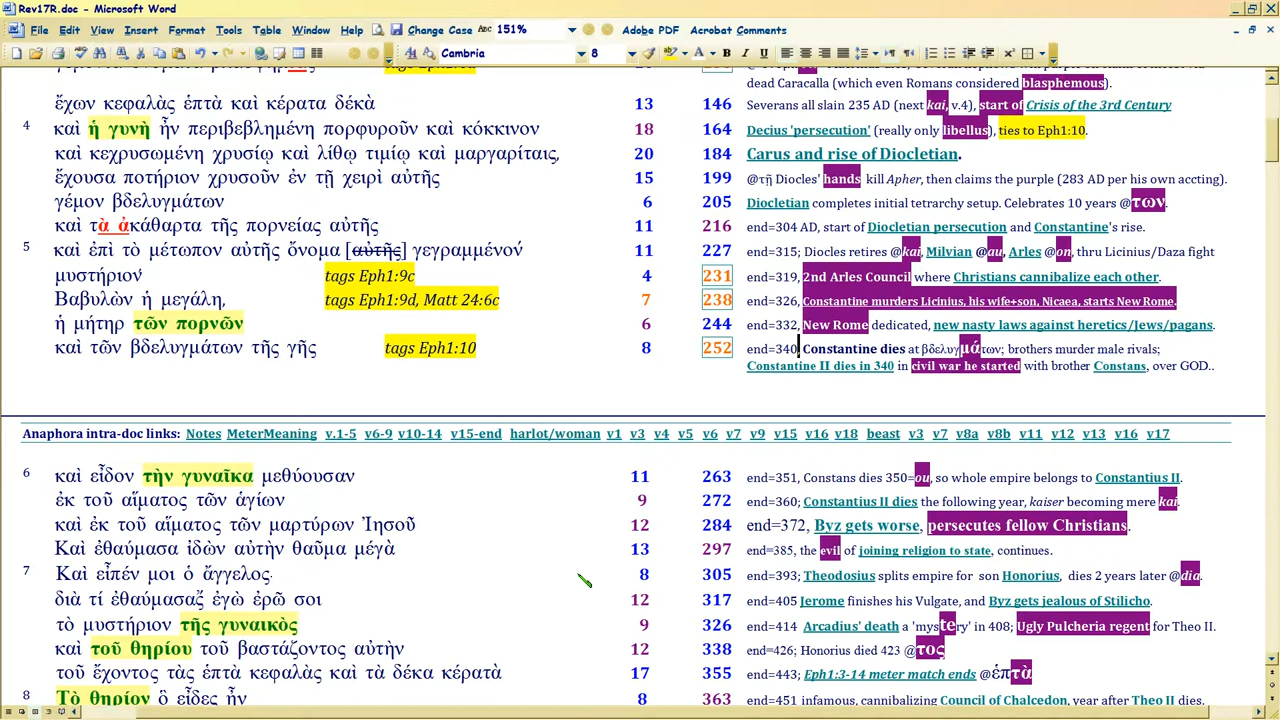 Rev17R.doc - Microsoft Word
File Edit View Insert Format Tools Table Window Help Change Case 151% Adobe PDF Acrobat Comments
Cambria 8
dead Caracalla (which even Romans considered blasphemous).
ἔχων κεφαλὰς ἑπτὰ καὶ κέρατα δέκὰ 13 146 Severans all slain 235 AD (next kai, v.4), start of Crisis of the 3rd Century
4 καὶ ἡ γυνὴ ἦν περιβεβλημένη πορφυροῦν καὶ κόκκινον 18 164 Decius 'persecution' (really only libellus), ties to Eph1:10.
καὶ κεχρυσωμένη χρυσίῳ καὶ λίθῳ τιμίῳ καὶ μαργαρίταις, 20 184 Carus and rise of Diocletian.
ἔχουσα ποτήριον χρυσοῦν ἐν τῇ χειρὶ αὐτῆς 15 199 @τῇ Diocles' hands kill Apher, then claims the purple (283 AD per his own accting).
γέμον βδελυγμάτων 6 205 Diocletian completes initial tetrarchy setup. Celebrates 10 years @των.
καὶ τὰ ἀκάθαρτα τῆς πορνείας αὐτῆς 11 216 end=304 AD, start of Diocletian persecution and Constantine's rise.
5 καὶ ἐπὶ τὸ μέτωπον αὐτῆς ὄνομα [αὐτῆς] γεγραμμένον 11 227 end=315; Diocles retires @kai, Milvian @au, Arles @on, thru Licinius/Daza fight
μυστήριον tags Eph1:9c 4 231 end=319, 2nd Arles Council where Christians cannibalize each other.
Βαβυλὼν ἡ μεγάλη, tags Eph1:9d, Matt 24:6c 7 238 end=326, Constantine murders Licinius, his wife+son, Nicaea, starts New Rome.
ἡ μήτηρ τῶν πορνῶν 6 244 end=332, New Rome dedicated, new nasty laws against heretics/Jews/pagans.
καὶ τῶν βδελυγμάτων τῆς γῆς tags Eph1:10 8 252 end=340 Constantine dies at βδελυγμάτων; brothers murder male rivals;
Constantine II dies in 340 in civil war he started with brother Constans, over GOD..
Anaphora intra-doc links: Notes MeterMeaning v.1-5 v6-9 v10-14 v15-end harlot/woman v1 v3 v4 v5 v6 v7 v9 v15 v16 v18 beast v3 v7 v8a v8b v11 v12 v13 v16 v17
6 καὶ εἶδον τὴν γυναῖκα μεθύουσαν 11 263 end=351, Constans dies 350=ou, so whole empire belongs to Constantius II.
ἐκ τοῦ αἵματος τῶν ἁγίων 9 272 end=360; Constantius II dies the following year, kaiser becoming mere kai.
καὶ ἐκ τοῦ αἵματος τῶν μαρτύρων Ἰησοῦ 12 284 end=372, Byz gets worse, persecutes fellow Christians.
Καὶ ἐθαύμασα ἰδὼν αὐτὴν θαῦμα μέγὰ 13 297 end=385, the evil of joining religion to state, continues.
7 Καὶ εἶπέν μοι ὁ ἄγγελος· 8 305 end=393; Theodosius splits empire for son Honorius, dies 2 years later @dia.
διὰ τί ἐθαύμασαξ ἐγὼ ἐρῶ σοι 12 317 end=405 Jerome finishes his Vulgate, and Byz gets jealous of Stilicho.
τὸ μυστήριον τῆς γυναικὸς 9 326 end=414 Arcadius' death a 'mystery' in 408; Ugly Pulcheria regent for Theo II.
καὶ τοῦ θηρίου τοῦ βαστάζοντος αὐτὴν 12 338 end=426; Honorius died 423 @τος
τοῦ ἔχοντος τὰς ἑπτὰ κεφαλὰς καὶ τὰ δέκα κέρατὰ 17 355 end=443; Eph1:3-14 meter match ends @ἑπτὰ
8 Τὸ θηρίον ὃ εἶδες ἦν 8 363 end=451 infamous, cannibalizing Council of Chalcedon, year after Theo II dies.